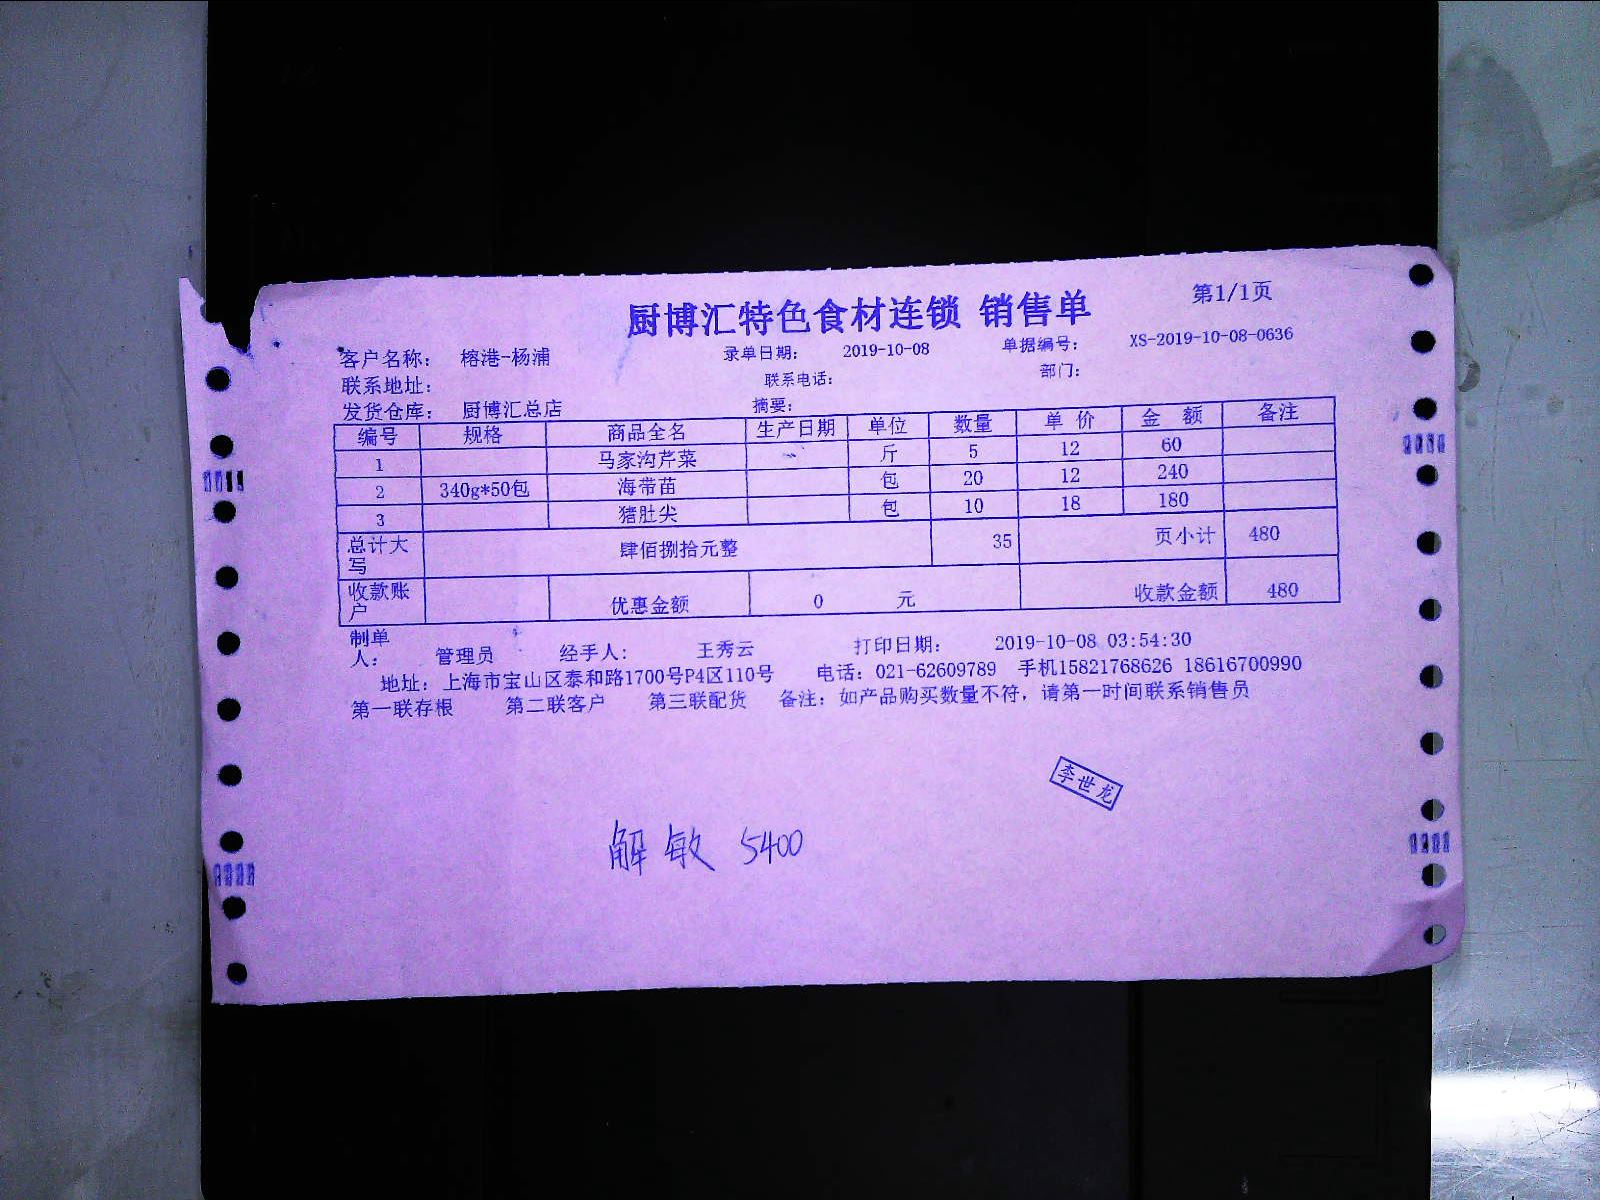 厨博汇特色食材连锁 销售单 第1/1页
客户名称： 榕港-杨浦 录单日期： 2019-10-08 单据编号： XS-2019-10-08-0636
联系地址： 联系电话： 部门：
发货仓库： 厨博汇总店 摘要：
编号 规格 商品全名 生产日期 单位 数量 单 价 金 额 备注
1 马家沟芹菜 斤 5 12 60
2 340g*50包 海带苗 包 20 12 240
3 猪肚尖 包 10 18 180
总计大写 肆佰捌拾元整 35 页小计 480
收款账户 优惠金额 0 元 收款金额 480
制单人： 管理员 经手人： 王秀云 打印日期： 2019-10-08 03:54:30
地址：上海市宝山区泰和路1700号P4区110号 电话：021-62609789 手机15821768626 18616700990
第一联存根 第二联客户 第三联配货 备注：如产品购买数量不符，请第一时间联系销售员
李世龙
解敏 5400